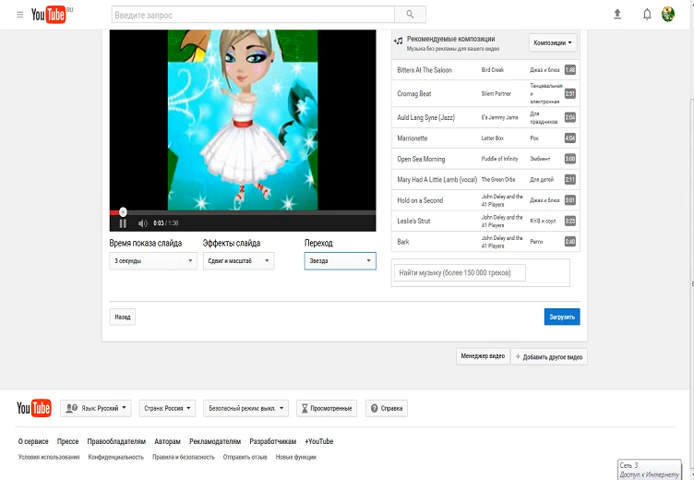 YouTube RU
Введите запрос
Рекомендуемые композиции
Музыка без рекламы для вашего видео
Композиции
Bitters At The Saloon Bird Creek Джаз и блюз 1:48
Cromag Beat Silent Partner Танцевальная и электронная 2:51
Auld Lang Syne (Jazz) E's Jammy Jams Для праздников 2:04
Marrionette Letter Box Рок 4:04
Open Sea Morning Puddle of Infinity Эмбиент 3:00
Mary Had A Little Lamb (vocal) The Green Orbs Для детей 2:11
Hold on a Second John Deley and the 41 Players Джаз и блюз 5:01
Leslie's Strut John Deley and the 41 Players R'n'B и соул 3:25
Bark John Deley and the 41 Players Регги 2:40
0:03 / 1:36
Время показа слайда Эффекты слайда Переход
3 секунды Сдвиг и масштаб Звезда
Найти музыку (более 150 000 треков)
Назад Загрузить
Менеджер видео + Добавить другое видео
YouTube Язык: Русский Страна: Россия Безопасный режим: выкл. Просмотренные Справка
О сервисе Прессе Правообладателям Авторам Рекламодателям Разработчикам +YouTube
Условия использования Конфиденциальность Правила и безопасность Отправить отзыв Новые функции
Сеть 3
Доступ к Интернету